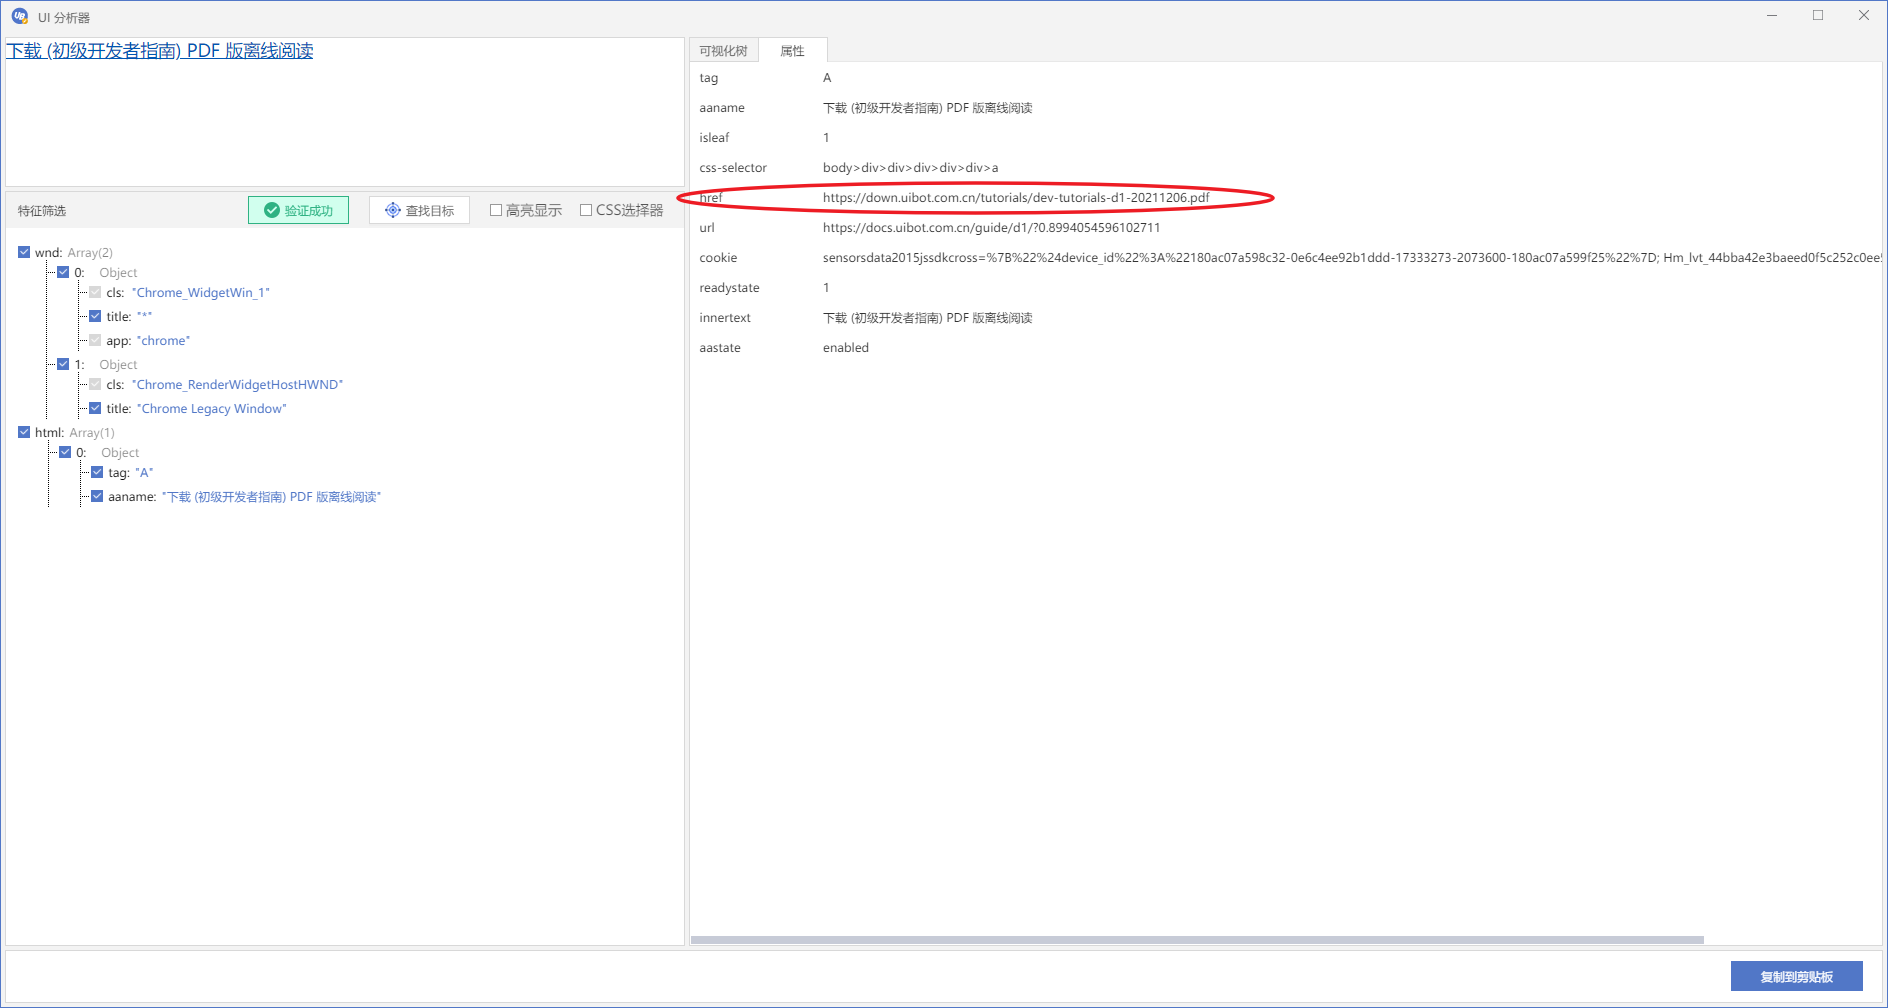 UB UI 分析器
下载 (初级开发者指南) PDF 版离线阅读
特征筛选 验证成功 查找目标 高亮显示 CSS选择器
wnd: Array(2)
0: Object
cls: "Chrome_WidgetWin_1"
title: "*"
app: "chrome"
1: Object
cls: "Chrome_RenderWidgetHostHWND"
title: "Chrome Legacy Window"
html: Array(1)
0: Object
tag: "A"
aaname: "下载 (初级开发者指南) PDF 版离线阅读"
可视化树 属性
tag A
aaname 下载 (初级开发者指南) PDF 版离线阅读
isleaf 1
css-selector body>div>div>div>div>div>a
href https://down.uibot.com.cn/tutorials/dev-tutorials-d1-20211206.pdf
url https://docs.uibot.com.cn/guide/d1/?0.8994054596102711
cookie sensorsdata2015jssdkcross=%7B%22%24device_id%22%3A%22180ac07a598c32-0e6c4ee92b1ddd-17333273-2073600-180ac07a599f25%22%7D; Hm_lvt_44bba42e3baeed0f5c252c0ee5
readystate 1
innertext 下载 (初级开发者指南) PDF 版离线阅读
aastate enabled
复制到剪贴板